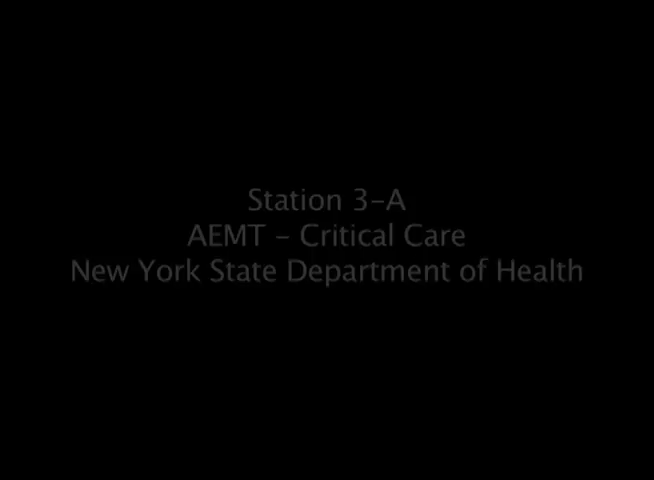 Station 3-A
AEMT - Critical Care
New York State Department of Health